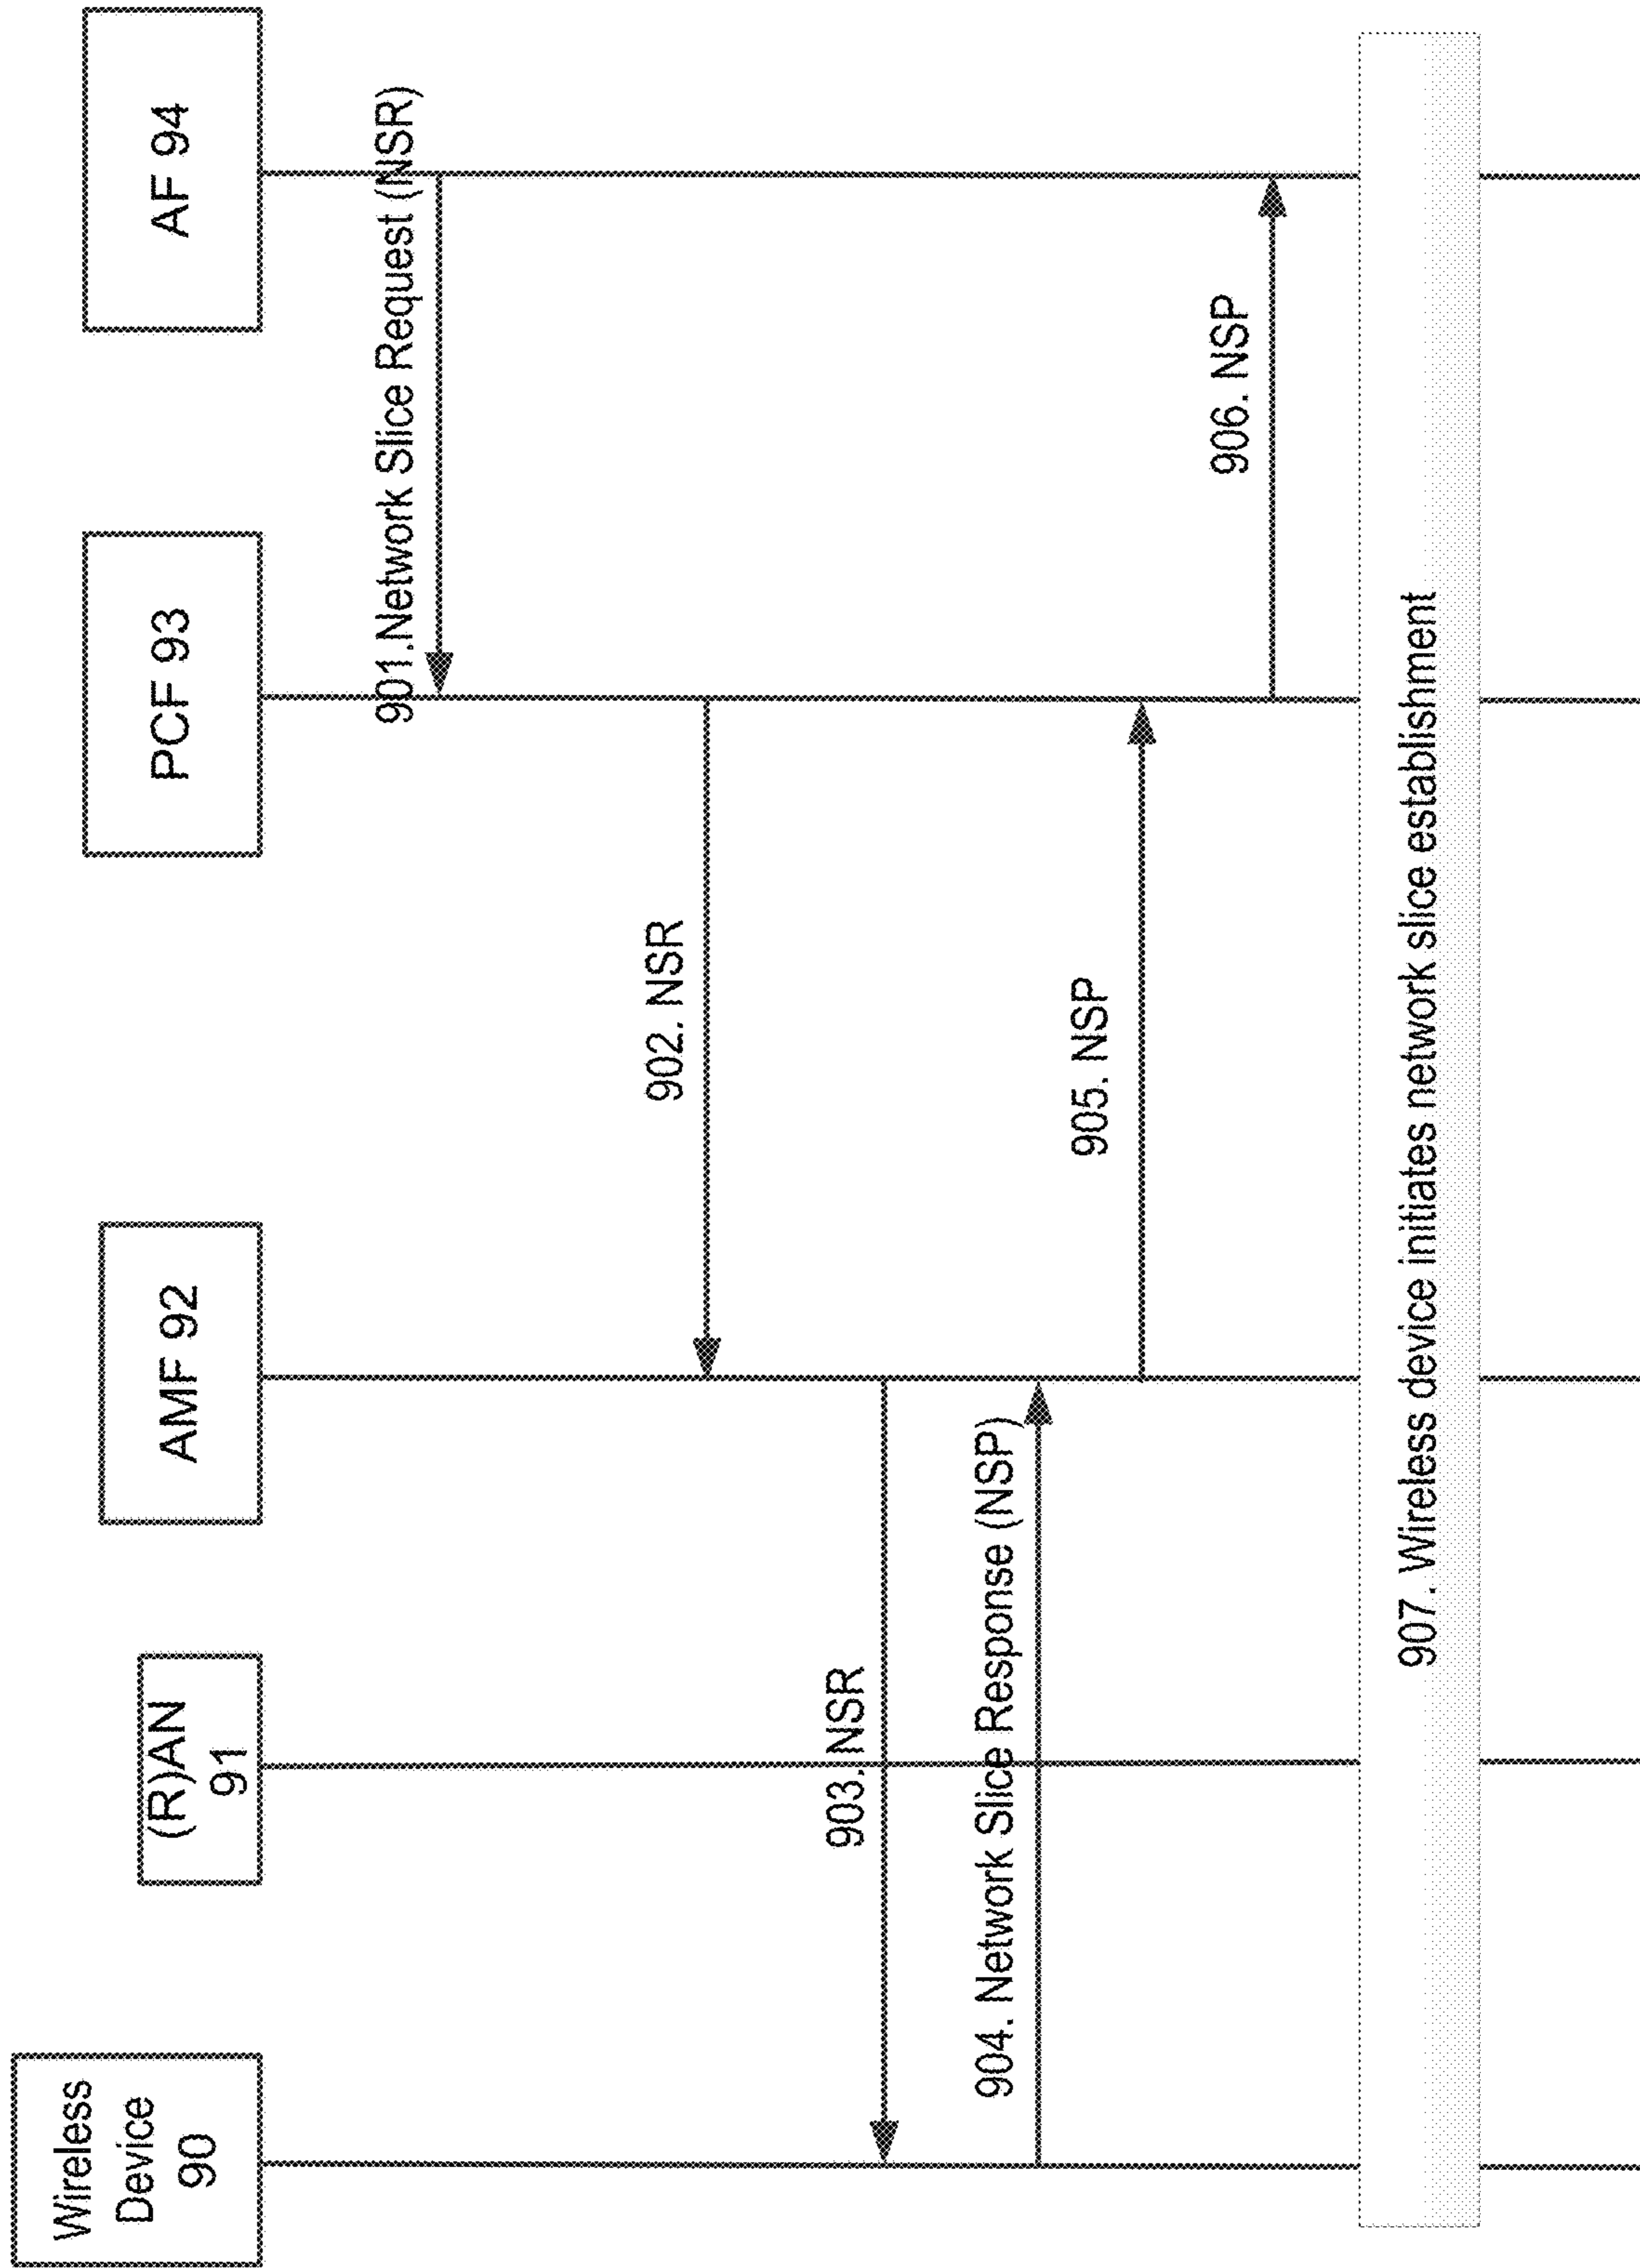 Wireless
Device
90
(R)AN
91
AMF 92
PCF 93
AF 94
901.Network Slice Request (NSR)
902. NSR
903. NSR
904. Network Slice Response (NSP)
905. NSP
906. NSP
907. Wireless device initiates network slice establishment